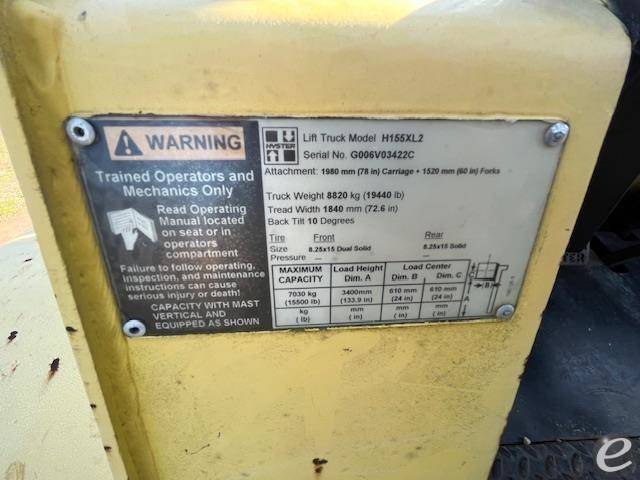 WARNING
Trained Operators and
Mechanics Only
Read Operating
Manual located
on seat or in
operators
compartment
Failure to follow operating,
inspection, and maintenance
instructions can cause
serious injury or death!
CAPACITY WITH MAST
VERTICAL AND
EQUIPPED AS SHOWN
HYSTER
Lift Truck Model H155XL2
Serial No. G006V03422C
Attachment: 1980 mm (78 in) Carriage + 1520 mm (60 in) Forks
Truck Weight 8820 kg (19440 lb)
Tread Width 1840 mm (72.6 in)
Back Tilt 10 Degrees
Tire Front Rear
Size 8.25x15 Dual Solid 8.25x15 Solid
Pressure — —
MAXIMUM CAPACITY Load Height Dim. A Load Center Dim. B Dim. C
7030 kg 3400mm 610 mm 610 mm
(15500 lb) (133.9 in) (24 in) (24 in)
kg mm mm mm
(lb) (in) (in) (in)
A
B
e